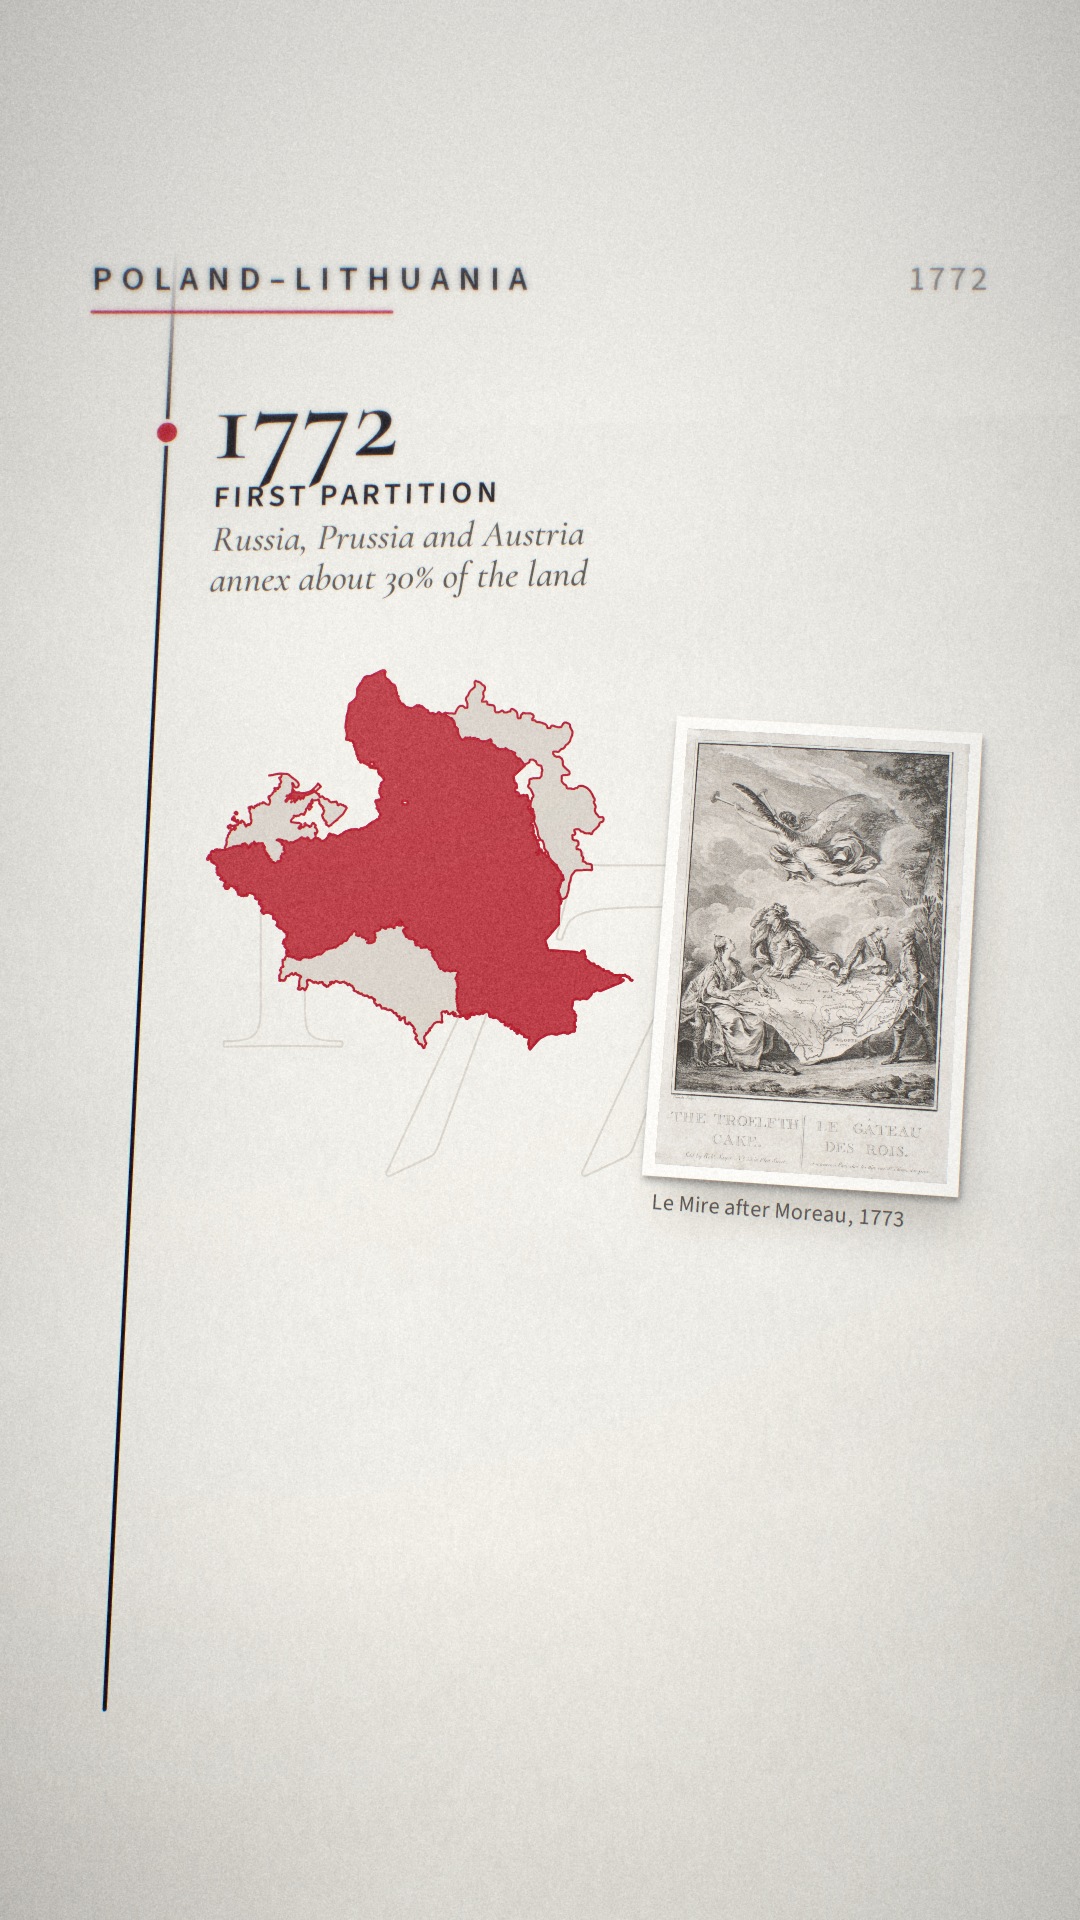 POLAND–LITHUANIA
1772
1772
FIRST PARTITION
Russia, Prussia and Austria
annex about 30% of the land
THE TROELFTH
CAKE.
LE GÂTEAU
DES ROIS.
Le Mire after Moreau, 1773